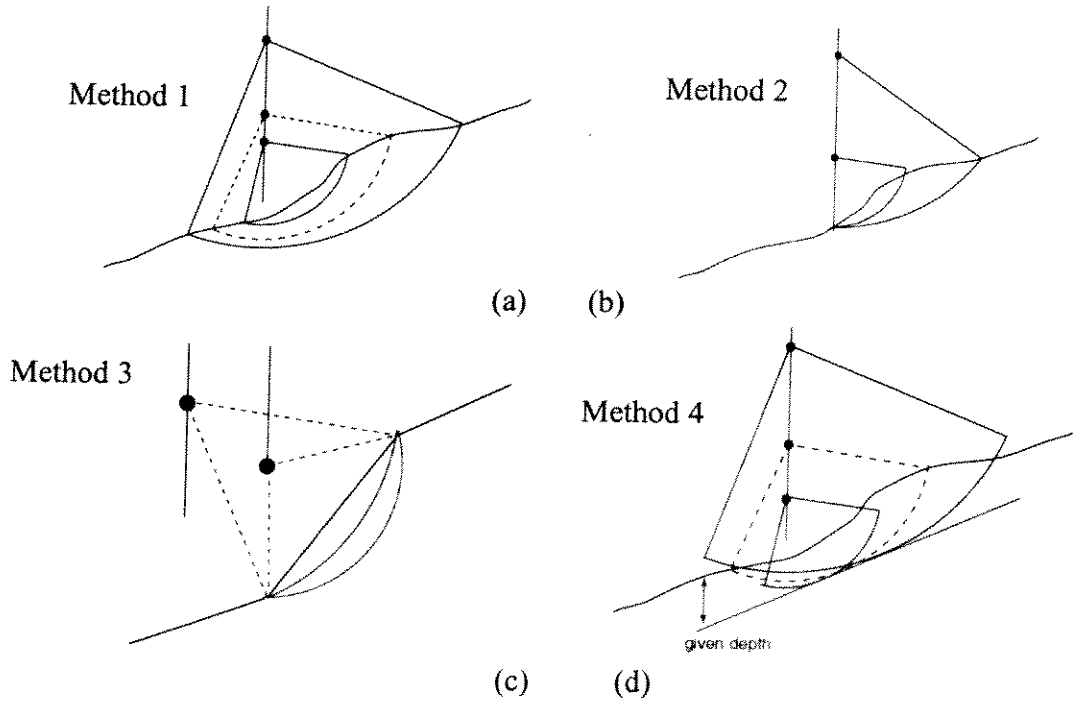 Method 1
Method 2
(a)
(b)
Method 3
Method 4
given depth
(c)
(d)